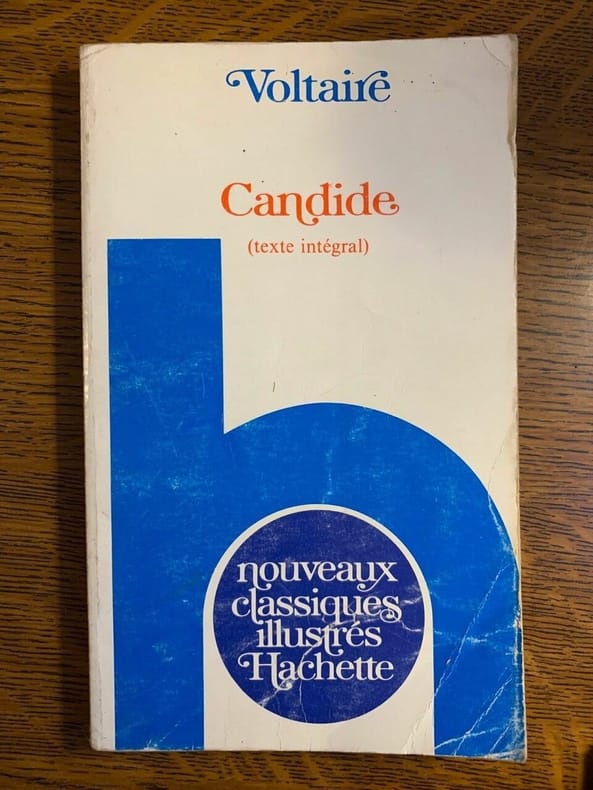 Voltaire
Candide
(texte intégral)
h
nouveaux
classiques
illustrés
Hachette